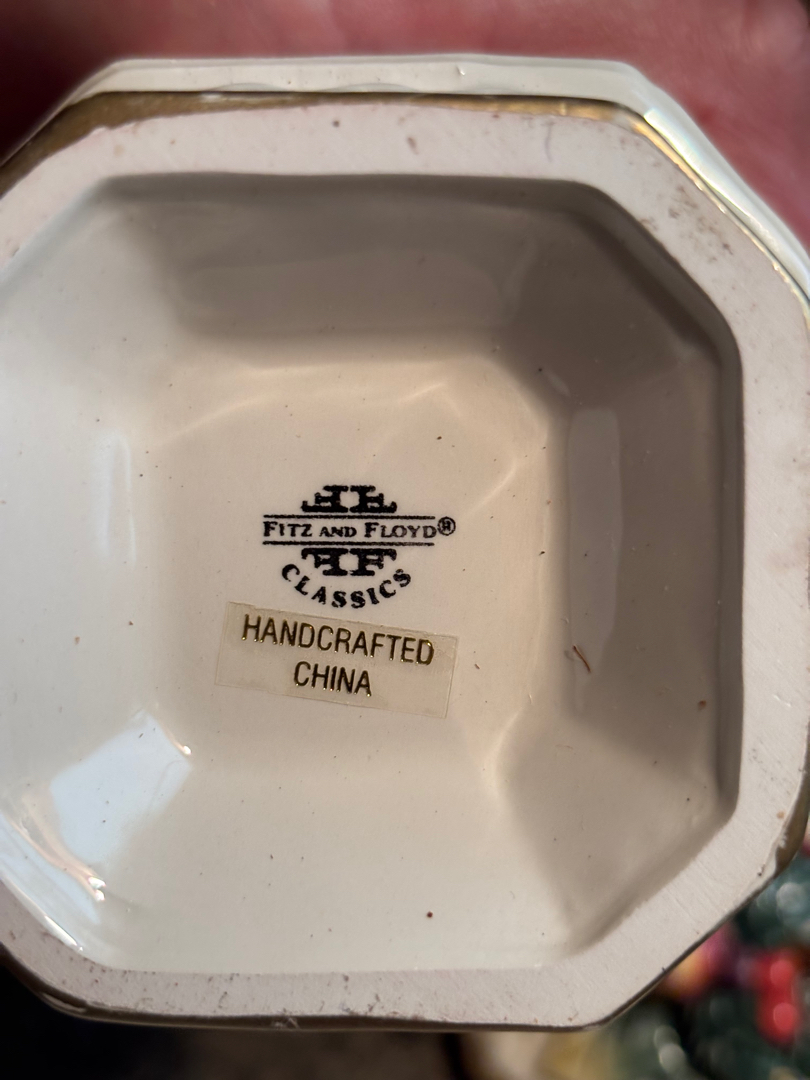 FITZ AND FLOYD®
CLASSICS
HANDCRAFTED
CHINA